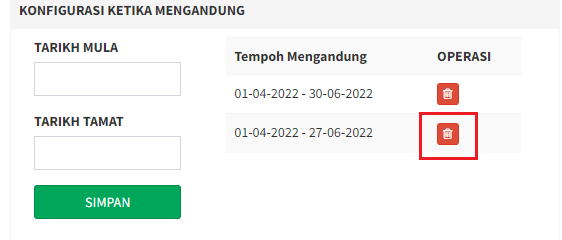 KONFIGURASI KETIKA MENGANDUNG
TARIKH MULA
TARIKH TAMAT
SIMPAN
Tempoh Mengandung OPERASI
01-04-2022 - 30-06-2022
01-04-2022 - 27-06-2022